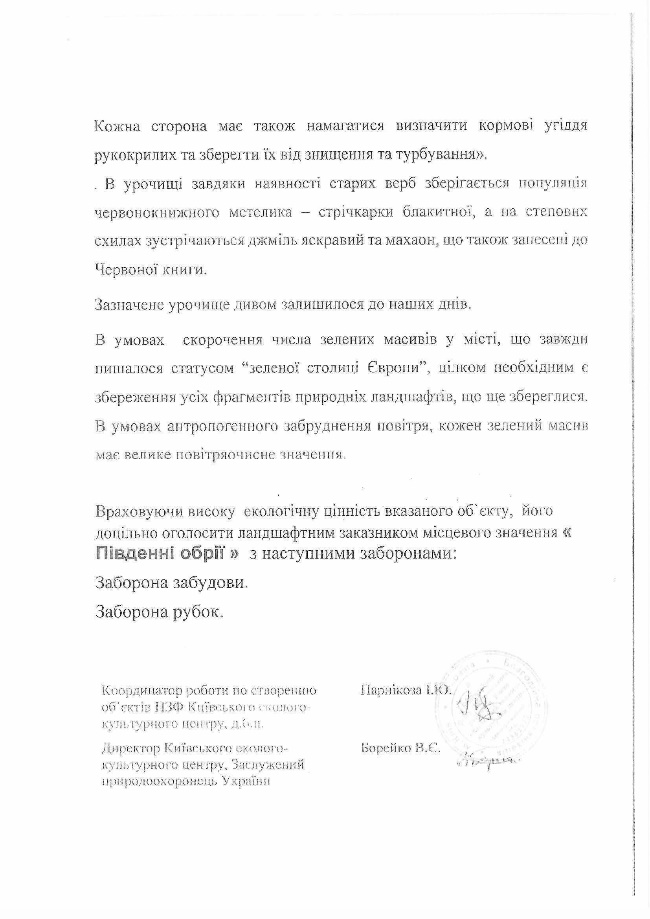 Кожна сторона має також намагатися визначити кормові угіддя
рукокрилих та зберегти їх від знищення та турбування».
. В урочищі завдяки наявності старих верб зберігається популяція
червонокнижного метелика – стрічкарки блакитної, а на степових
схилах зустрічаються джміль яскравий та махаон, що також занесені до
Червоної книги.
Зазначене урочище дивом залишилося до наших днів.
В умовах скорочення числа зелених масивів у місті, що завжди
пишалося статусом “зеленої столиці Європи”, цілком необхідним є
збереження усіх фрагментів природніх ландшафтів, що ще збереглися.
В умовах антропогенного забруднення повітря, кожен зелений масив
має велике повітряочисне значення.
Враховуючи високу екологічну цінність вказаного об`єкту, його
доцільно оголосити ландшафтним заказником місцевого значення «
Південні обрії » з наступними заборонами:
Заборона забудови.
Заборона рубок.
Координатор роботи по створенню Парнікоза І.Ю.
об`єктів ПЗФ Київського еколого-
культурного центру, д.б.н.
Директор Київського еколого- Борейко В.Є.
культурного центру, Заслужений
природоохоронець України